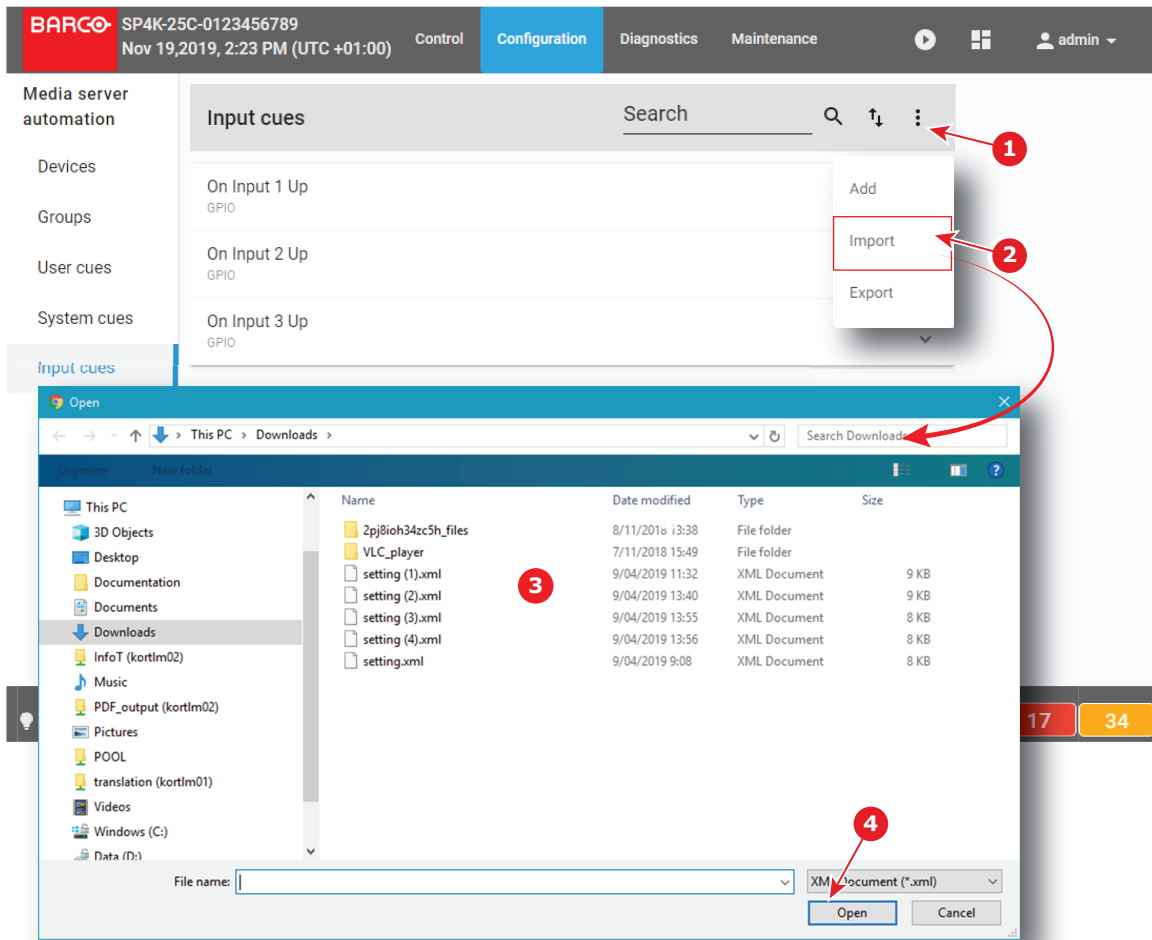 BARCO SP4K-25C-0123456789
Nov 19,2019, 2:23 PM (UTC +01:00)
Control Configuration Diagnostics Maintenance admin
Media server
automation
Devices
Groups
User cues
System cues
Input cues
Input cues Search
1
On Input 1 Up
GPIO
On Input 2 Up
GPIO
On Input 3 Up
GPIO
Add
Import
2
Export
Open
This PC > Downloads > Search Downloads
Organize New folder
This PC
3D Objects
Desktop
Documentation
Documents
Downloads
InfoT (kortlm02)
Music
PDF_output (kortlm02)
Pictures
POOL
translation (kortlm01)
Videos
Windows (C:)
Data (D:)
Name Date modified Type Size
2pj8ioh34zc5h_files 8/11/2018 13:38 File folder
VLC_player 7/11/2018 15:49 File folder
setting (1).xml 9/04/2019 11:32 XML Document 9 KB
setting (2).xml 9/04/2019 13:40 XML Document 9 KB
setting (3).xml 9/04/2019 13:55 XML Document 8 KB
setting (4).xml 9/04/2019 13:56 XML Document 8 KB
setting.xml 9/04/2019 9:08 XML Document 8 KB
3
17 34
4
File name: XML Document (*.xml)
Open Cancel